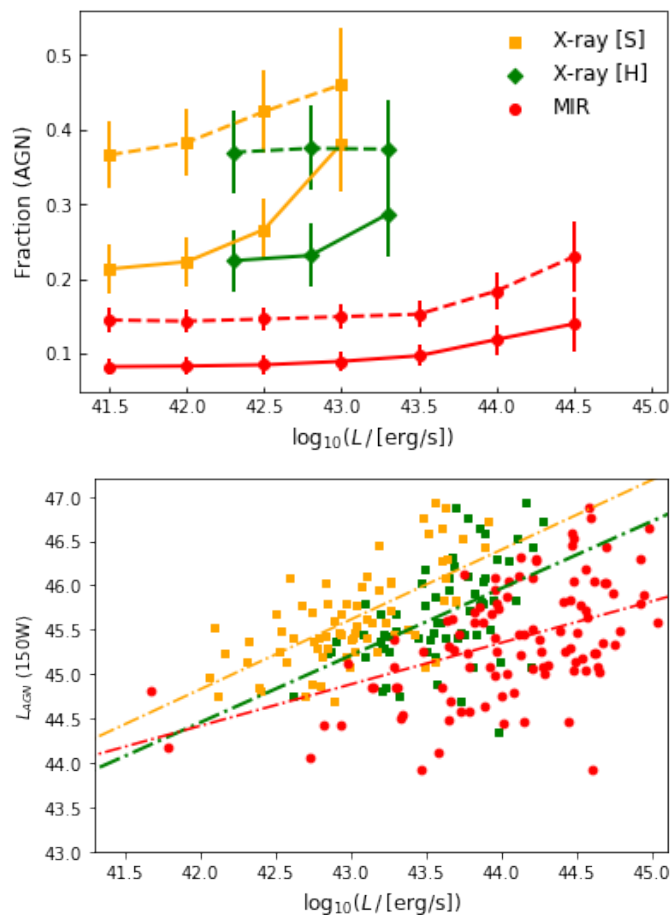 0.5
0.4
0.3
0.2
0.1
Fraction (AGN)
X-ray [S]
X-ray [H]
MIR
41.5 42.0 42.5 43.0 43.5 44.0 44.5 45.0
log₁₀(L/[erg/s])
47.0
46.5
46.0
45.5
45.0
44.5
44.0
43.5
43.0
L_AGN (150W)
41.5 42.0 42.5 43.0 43.5 44.0 44.5 45.0
log₁₀(L/[erg/s])